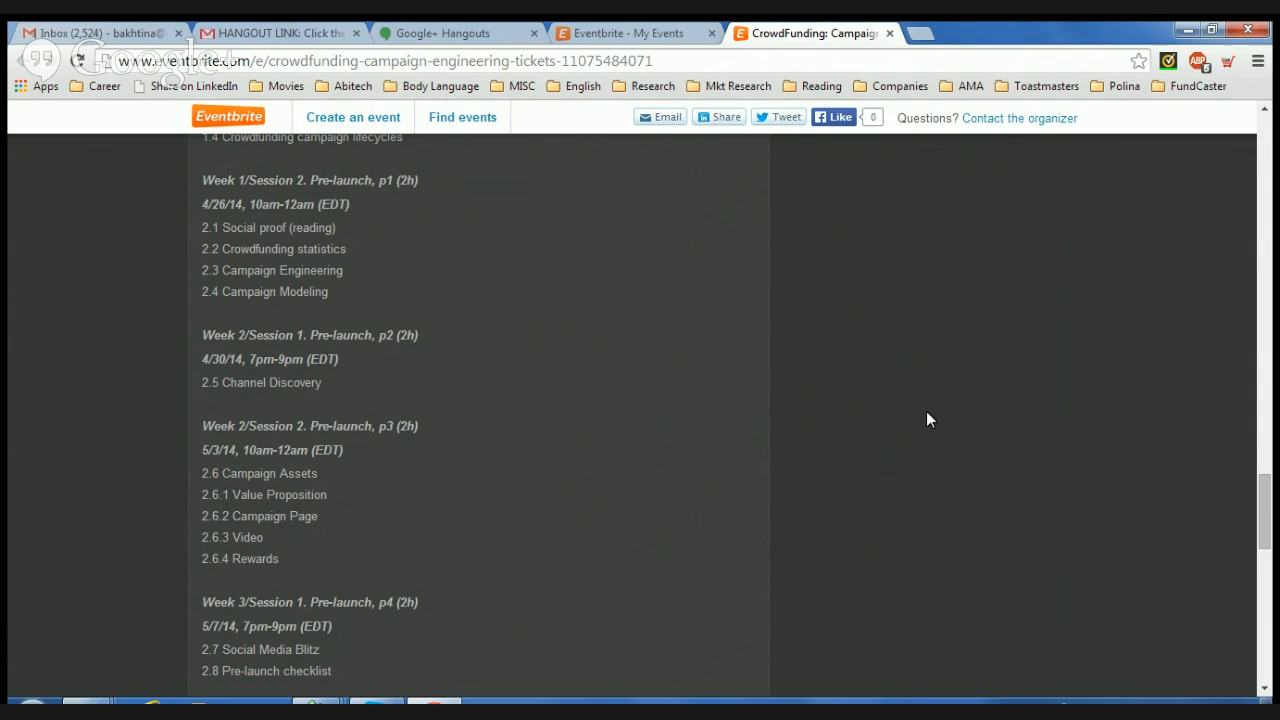 Inbox (2,524) - bakhtina@
HANGOUT LINK: Click the
Google+ Hangouts
Eventbrite - My Events
CrowdFunding: Campaign
Google+
www.eventbrite.com/e/crowdfunding-campaign-engineering-tickets-11075484071
ABP 5
Apps Career Share on LinkedIn Movies Abitech Body Language MISC English Research Mkt Research Reading Companies AMA Toastmasters Polina FundCaster
Eventbrite Create an event Find events Email Share Tweet Like 0 Questions? Contact the organizer
1.4 Crowdfunding campaign lifecycles
Week 1/Session 2. Pre-launch, p1 (2h)
4/26/14, 10am-12am (EDT)
2.1 Social proof (reading)
2.2 Crowdfunding statistics
2.3 Campaign Engineering
2.4 Campaign Modeling
Week 2/Session 1. Pre-launch, p2 (2h)
4/30/14, 7pm-9pm (EDT)
2.5 Channel Discovery
Week 2/Session 2. Pre-launch, p3 (2h)
5/3/14, 10am-12am (EDT)
2.6 Campaign Assets
2.6.1 Value Proposition
2.6.2 Campaign Page
2.6.3 Video
2.6.4 Rewards
Week 3/Session 1. Pre-launch, p4 (2h)
5/7/14, 7pm-9pm (EDT)
2.7 Social Media Blitz
2.8 Pre-launch checklist